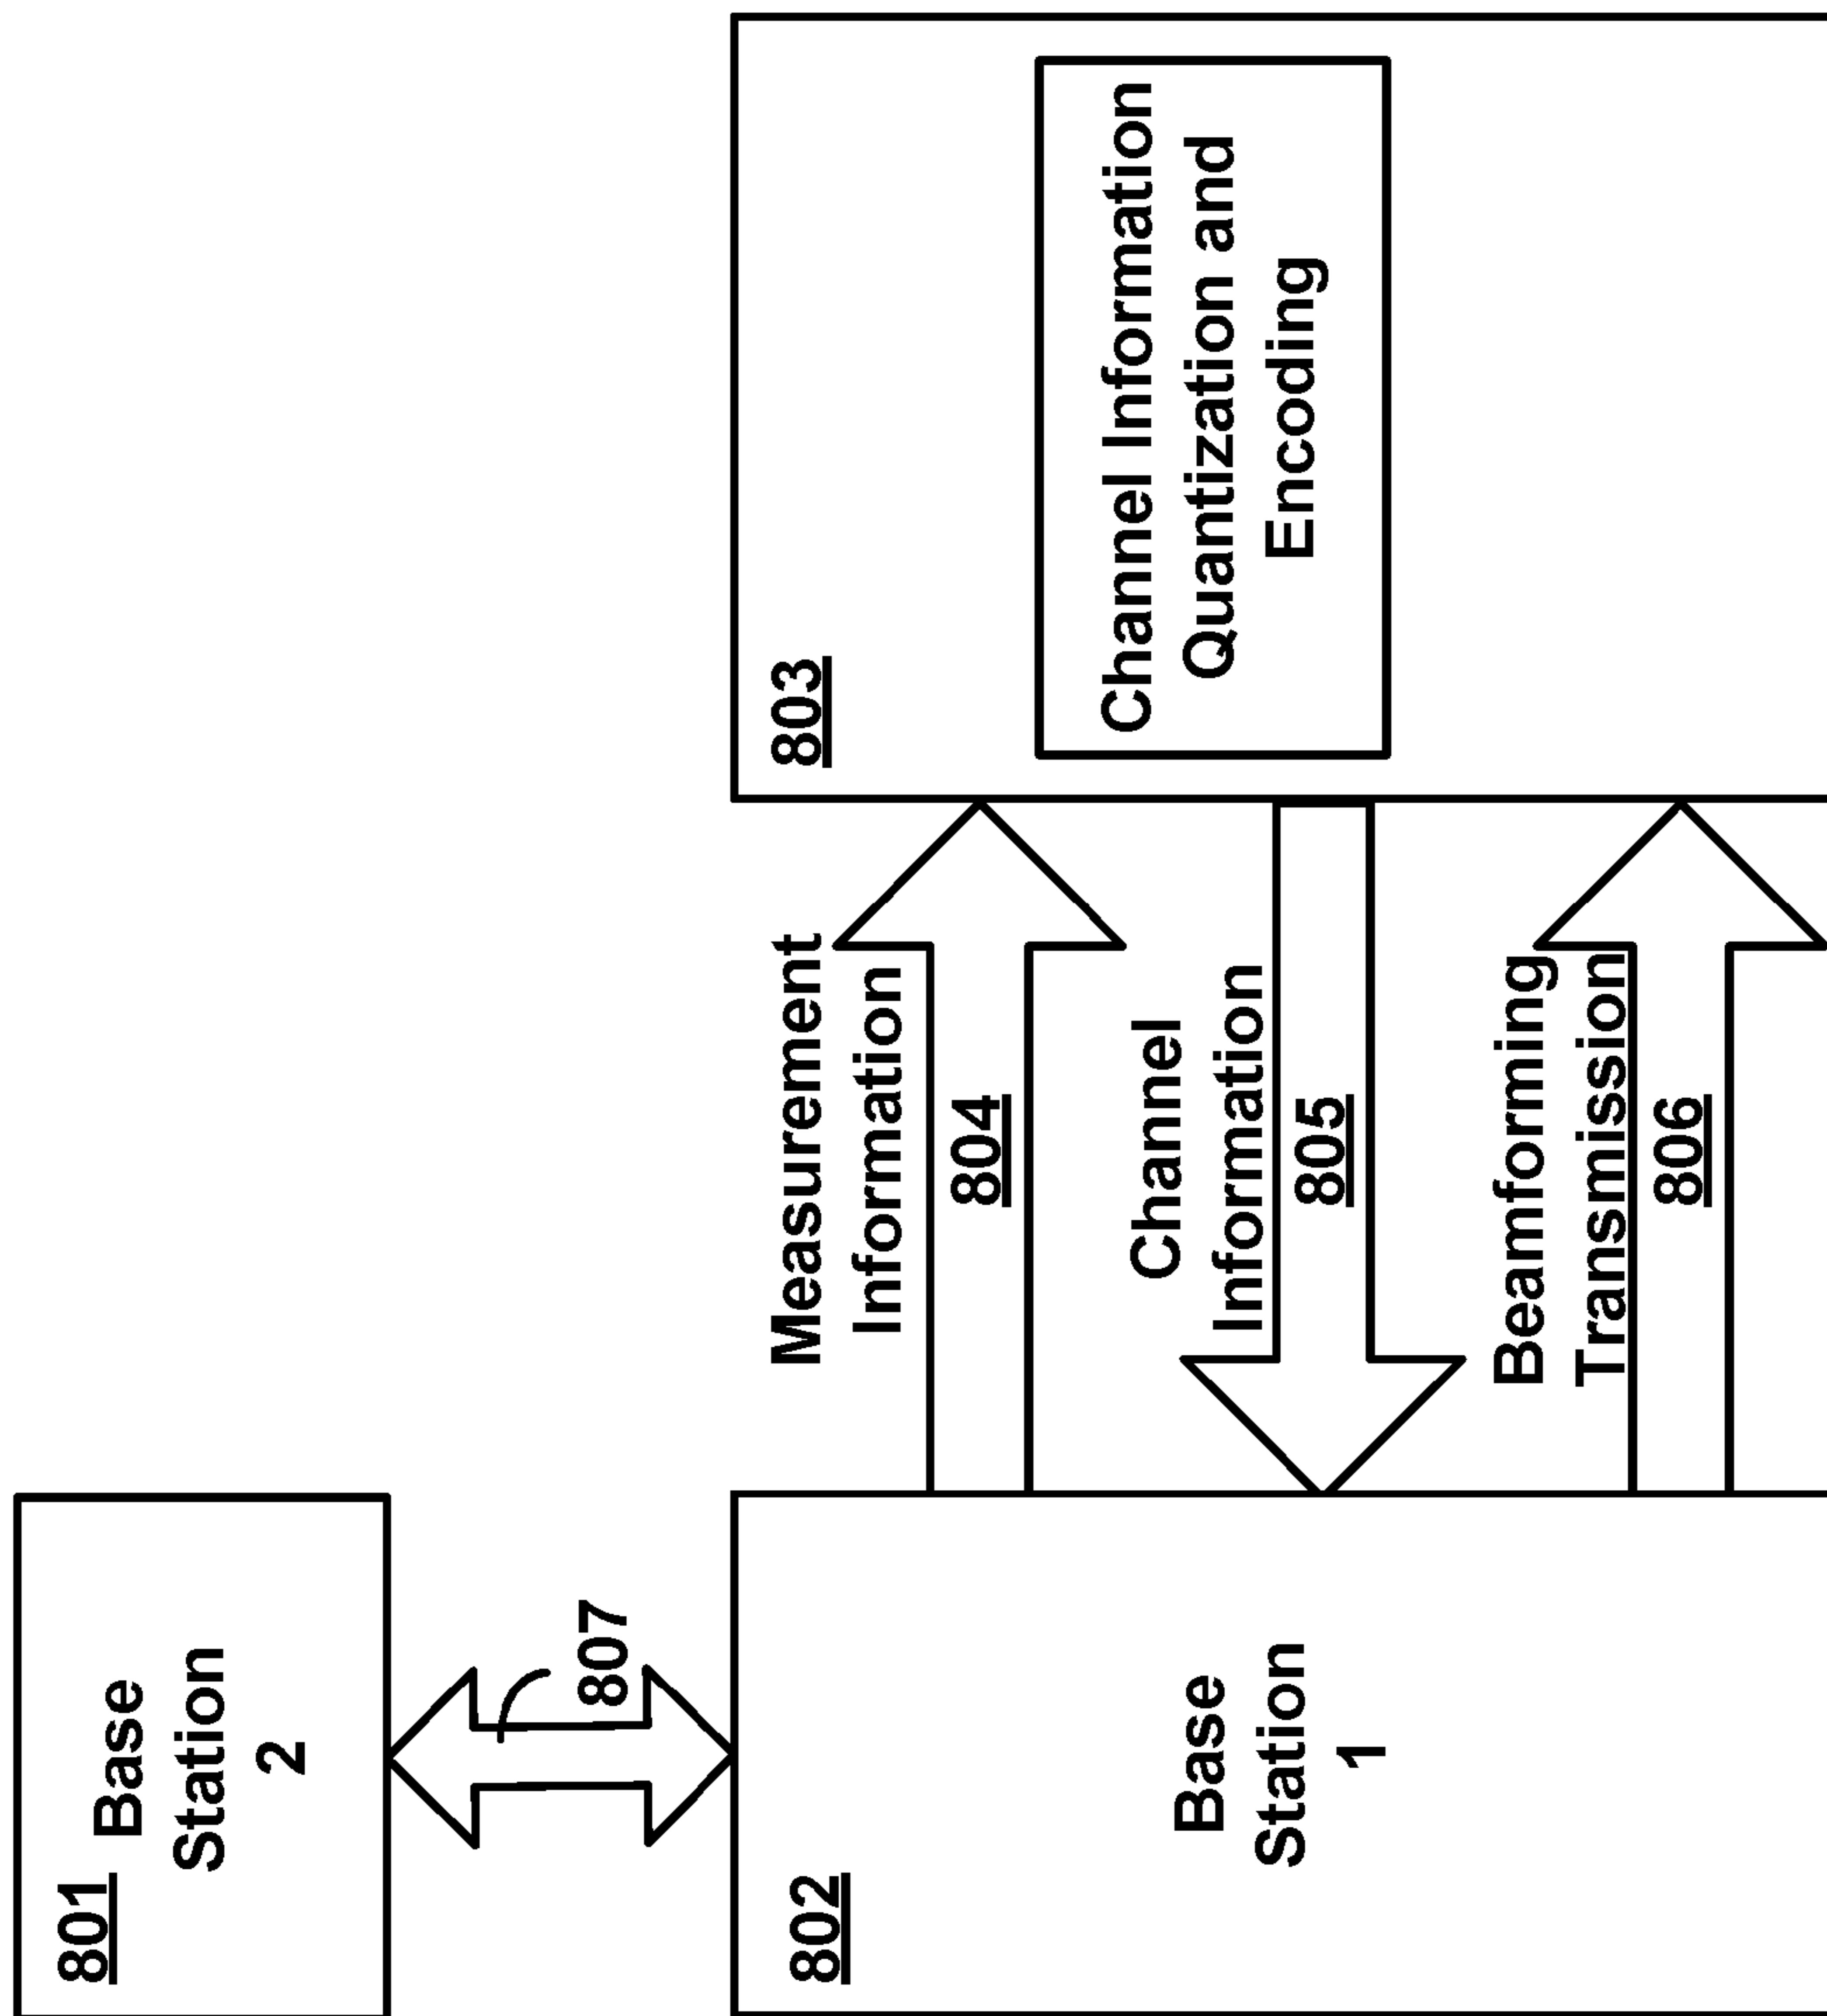 801
Base
Station
2
807
802
Base
Station
1
Measurement
Information
804
Channel
Information
805
Beamforming
Transmission
806
803
Channel Information
Quantization and
Encoding